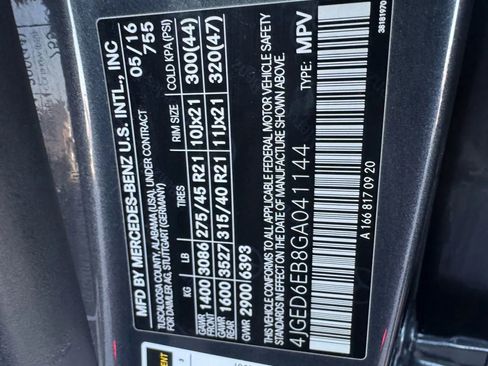 MFD BY MERCEDES-BENZ U.S. INTL., INC
TUSCALOOSA COUNTY, ALABAMA (USA), UNDER CONTRACT
FOR DAIMLER AG, STUTTGART (GERMANY)
05/16
755
KG LB TIRES RIM SIZE COLD KPA(PSI)
GAWR FRONT 1400 3086 275/45 R21 10Jx21 300(44)
GAWR REAR 1600 3527 315/40 R21 11Jx21 320(47)
GVWR 2900 6393
THIS VEHICLE CONFORMS TO ALL APPLICABLE FEDERAL MOTOR VEHICLE SAFETY
STANDARDS IN EFFECT ON THE DATE OF MANUFACTURE SHOWN ABOVE.
4JGED6EB8GA041144 TYPE: MPV
A 166 817 09 20
38181970